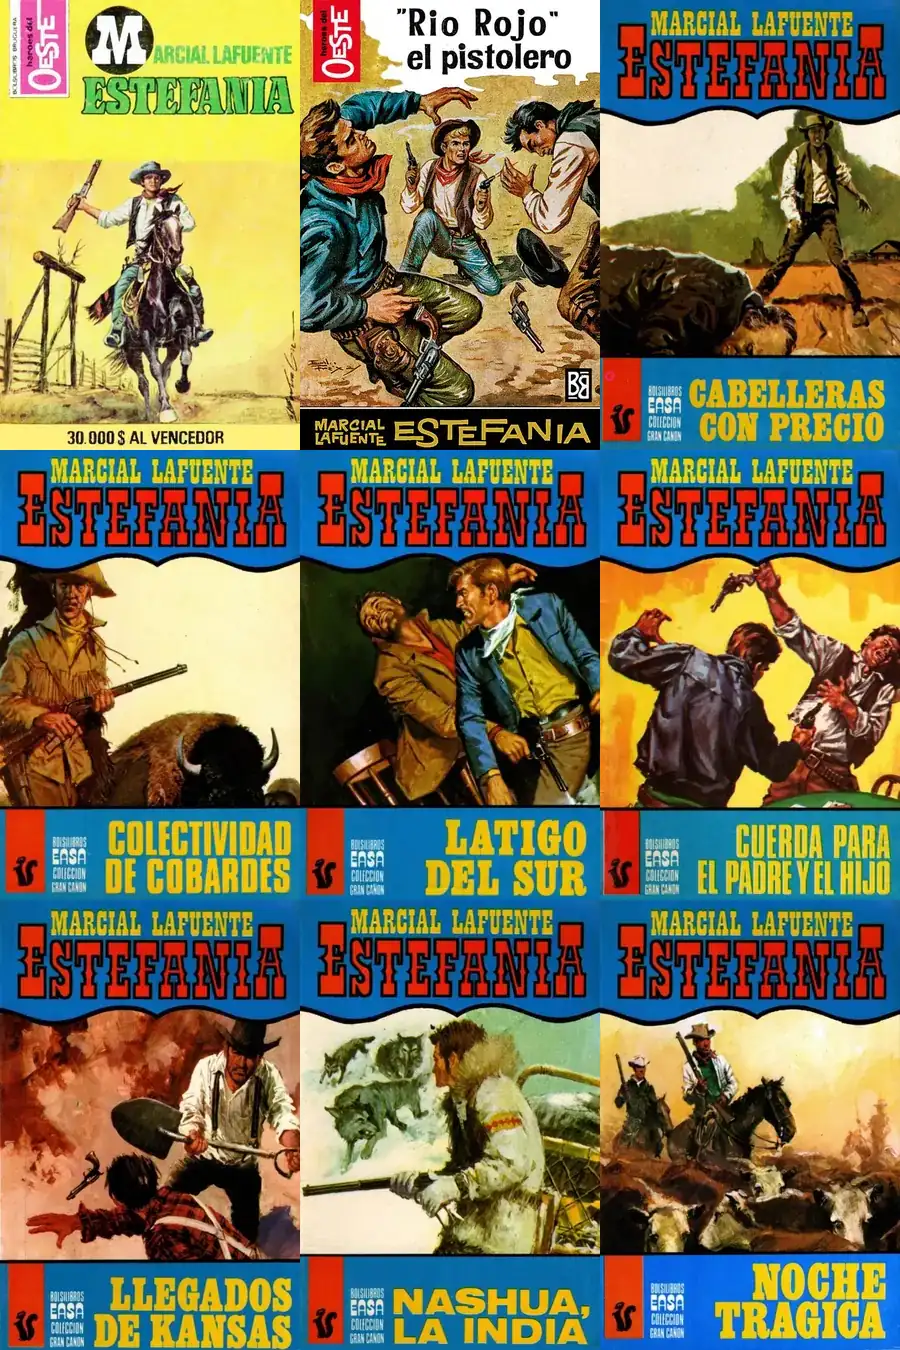 BOLSILIBROS BRUGUERA
heroes del
OESTE
MARCIAL LAFUENTE
ESTEFANIA
30.000 $ AL VENCEDOR
heroes del
OESTE
"Rio Rojo"
el pistolero
BB
MARCIAL
LAFUENTE ESTEFANIA
MARCIAL LAFUENTE
ESTEFANIA
BOLSILIBROS
EASA
COLECCION
GRAN CAÑON
CABELLERAS
CON PRECIO
MARCIAL LAFUENTE
ESTEFANIA
BOLSILIBROS
EASA
COLECCION
GRAN CAÑON
COLECTIVIDAD
DE COBARDES
MARCIAL LAFUENTE
ESTEFANIA
BOLSILIBROS
EASA
COLECCION
GRAN CAÑON
LATIGO
DEL SUR
MARCIAL LAFUENTE
ESTEFANIA
BOLSILIBROS
EASA
COLECCION
GRAN CAÑON
CUERDA PARA
EL PADRE Y EL HIJO
MARCIAL LAFUENTE
ESTEFANIA
BOLSILIBROS
EASA
COLECCION
GRAN CAÑON
LLEGADOS
DE KANSAS
MARCIAL LAFUENTE
ESTEFANIA
BOLSILIBROS
EASA
COLECCION
GRAN CAÑON
NASHUA,
LA INDIA
MARCIAL LAFUENTE
ESTEFANIA
BOLSILIBROS
EASA
COLECCION
GRAN CAÑON
NOCHE
TRAGICA